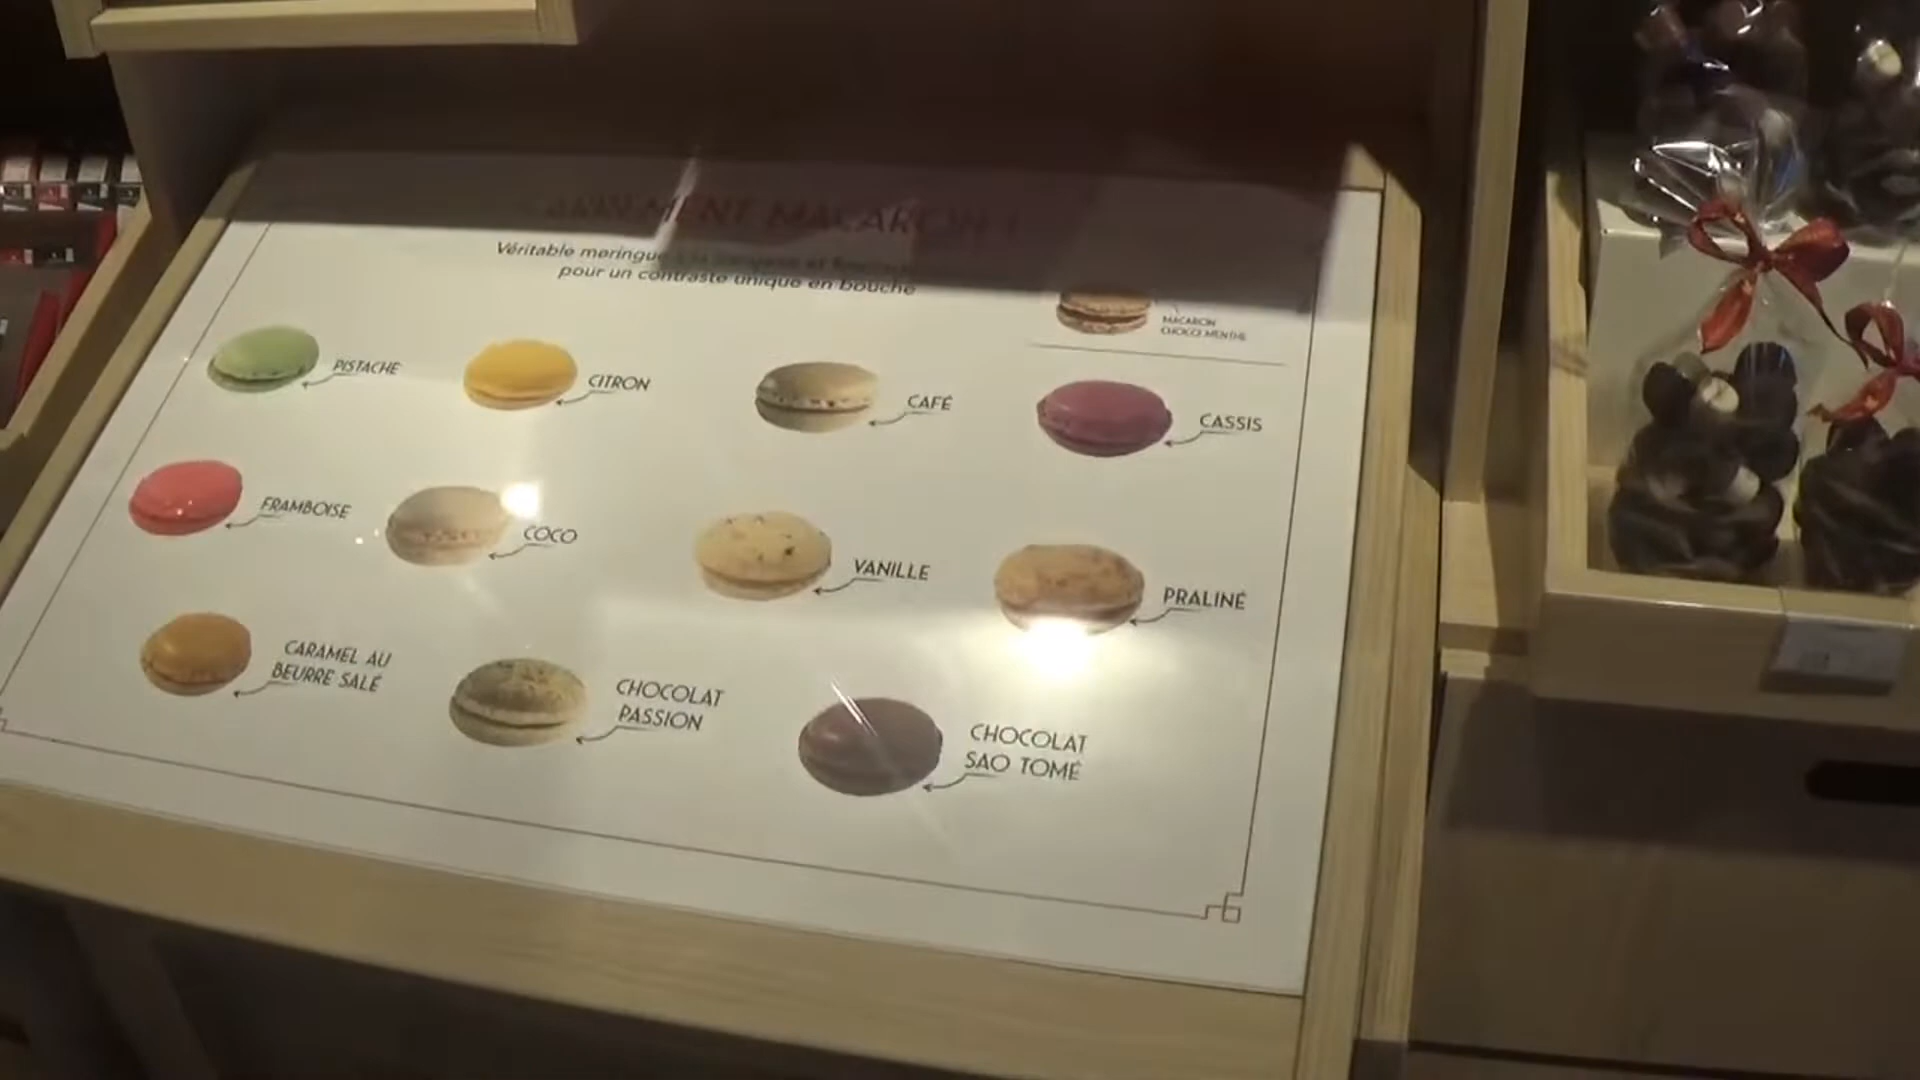 MACARON !
Véritable meringue
pour un contraste unique en bouche
MACARON
CHOCO MENTHE
PISTACHE
CITRON
CAFÉ
CASSIS
FRAMBOISE
COCO
VANILLE
PRALINÉ
CARAMEL AU
BEURRE SALÉ
CHOCOLAT
PASSION
CHOCOLAT
SAO TOMÉ